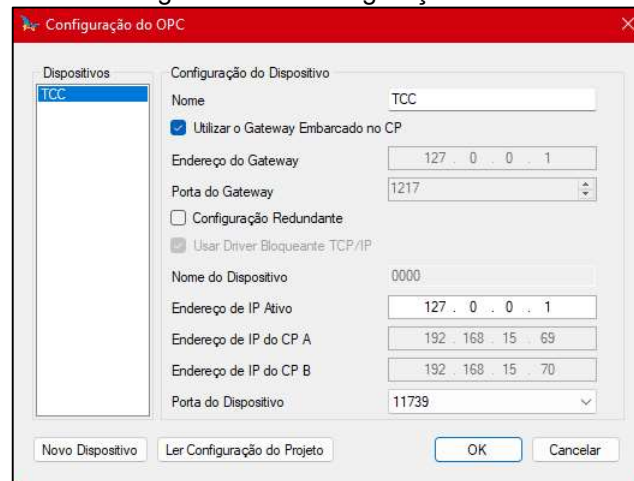 Configuração do OPC
Dispositivos
TCC
Configuração do Dispositivo
Nome TCC
Utilizar o Gateway Embarcado no CP
Endereço do Gateway 127 . 0 . 0 . 1
Porta do Gateway 1217
Configuração Redundante
Usar Driver Bloqueante TCP/IP
Nome do Dispositivo 0000
Endereço de IP Ativo 127 . 0 . 0 . 1
Endereço de IP do CP A 192 . 168 . 15 . 69
Endereço de IP do CP B 192 . 168 . 15 . 70
Porta do Dispositivo 11739
Novo Dispositivo Ler Configuração do Projeto OK Cancelar